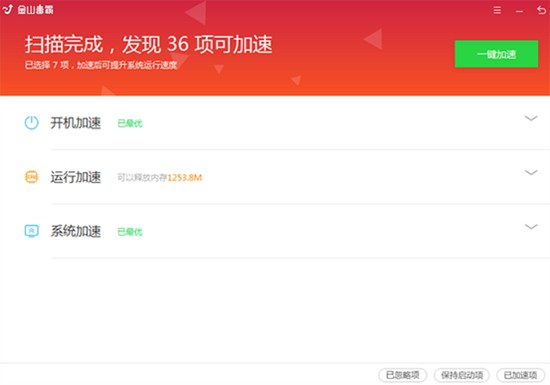 金山毒霸
扫描完成，发现 36 项可加速
已选择 7 项，加速后可提升系统运行速度
一键加速
开机加速 已最优
运行加速 可以释放内存1253.8M
系统加速 已最优
已忽略项 保持启动项 已加速项